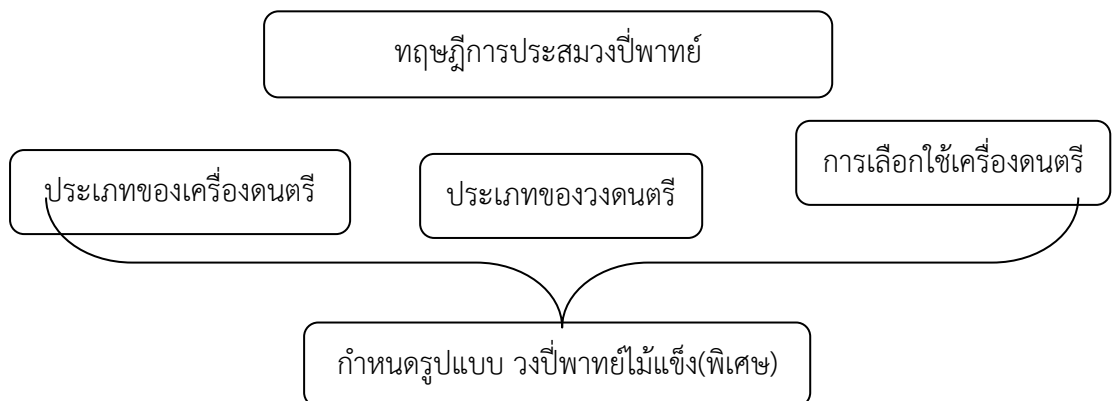 ทฤษฎีการประสมวงปี่พาทย์
ประเภทของเครื่องดนตรี
ประเภทของวงดนตรี
การเลือกใช้เครื่องดนตรี
กำหนดรูปแบบ วงปี่พาทย์ไม้แข็ง(พิเศษ)